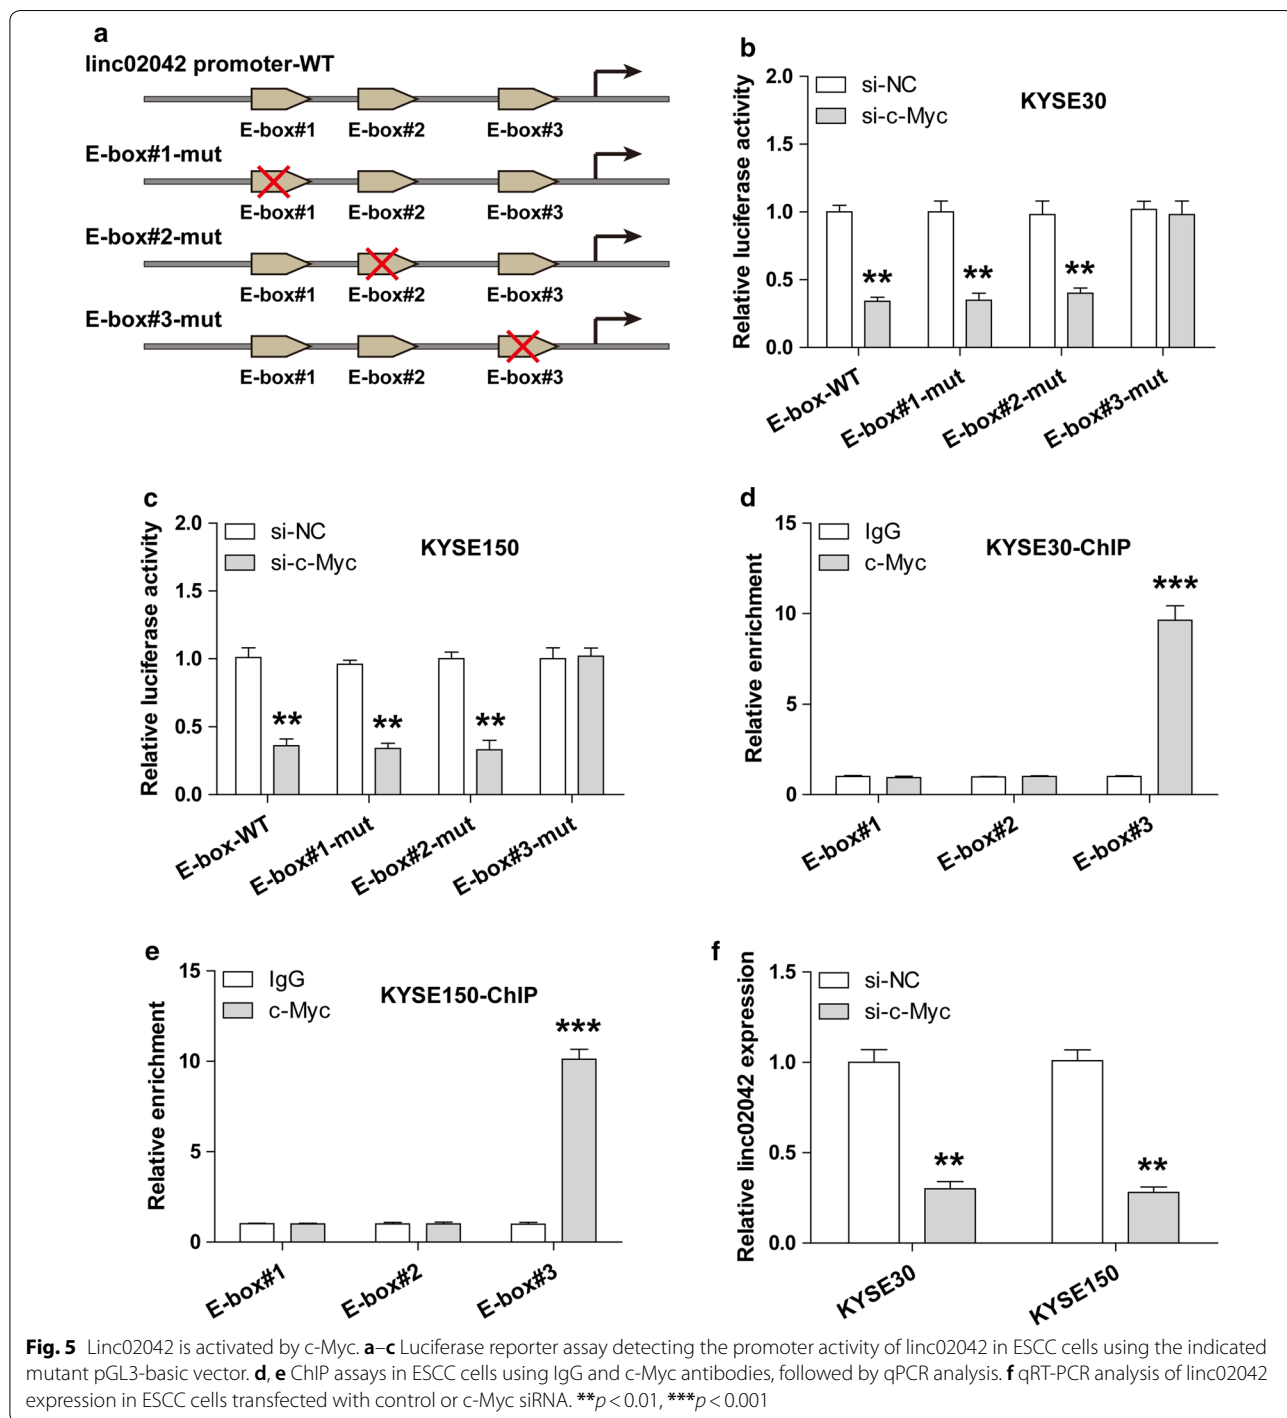 a
linc02042 promoter-WT
E-box#1 E-box#2 E-box#3
E-box#1-mut
E-box#1 E-box#2 E-box#3
E-box#2-mut
E-box#1 E-box#2 E-box#3
E-box#3-mut
E-box#1 E-box#2 E-box#3
b
Relative luciferase activity
2.0
1.5
1.0
0.5
0.0
si-NC
si-c-Myc
KYSE30
** ** **
E-box-WT E-box#1-mut E-box#2-mut E-box#3-mut
c
Relative luciferase activity
2.0
1.5
1.0
0.5
0.0
si-NC
si-c-Myc
KYSE150
** ** **
E-box-WT E-box#1-mut E-box#2-mut E-box#3-mut
d
Relative enrichment
15
10
5
0
IgG
c-Myc
KYSE30-ChIP
***
E-box#1 E-box#2 E-box#3
e
Relative enrichment
15
10
5
0
IgG
c-Myc
KYSE150-ChIP
***
E-box#1 E-box#2 E-box#3
f
Relative linc02042 expression
1.5
1.0
0.5
0.0
si-NC
si-c-Myc
** **
KYSE30 KYSE150
Fig. 5 Linc02042 is activated by c-Myc. a–c Luciferase reporter assay detecting the promoter activity of linc02042 in ESCC cells using the indicated
mutant pGL3-basic vector. d, e ChIP assays in ESCC cells using IgG and c-Myc antibodies, followed by qPCR analysis. f qRT-PCR analysis of linc02042
expression in ESCC cells transfected with control or c-Myc siRNA. **p < 0.01, ***p < 0.001